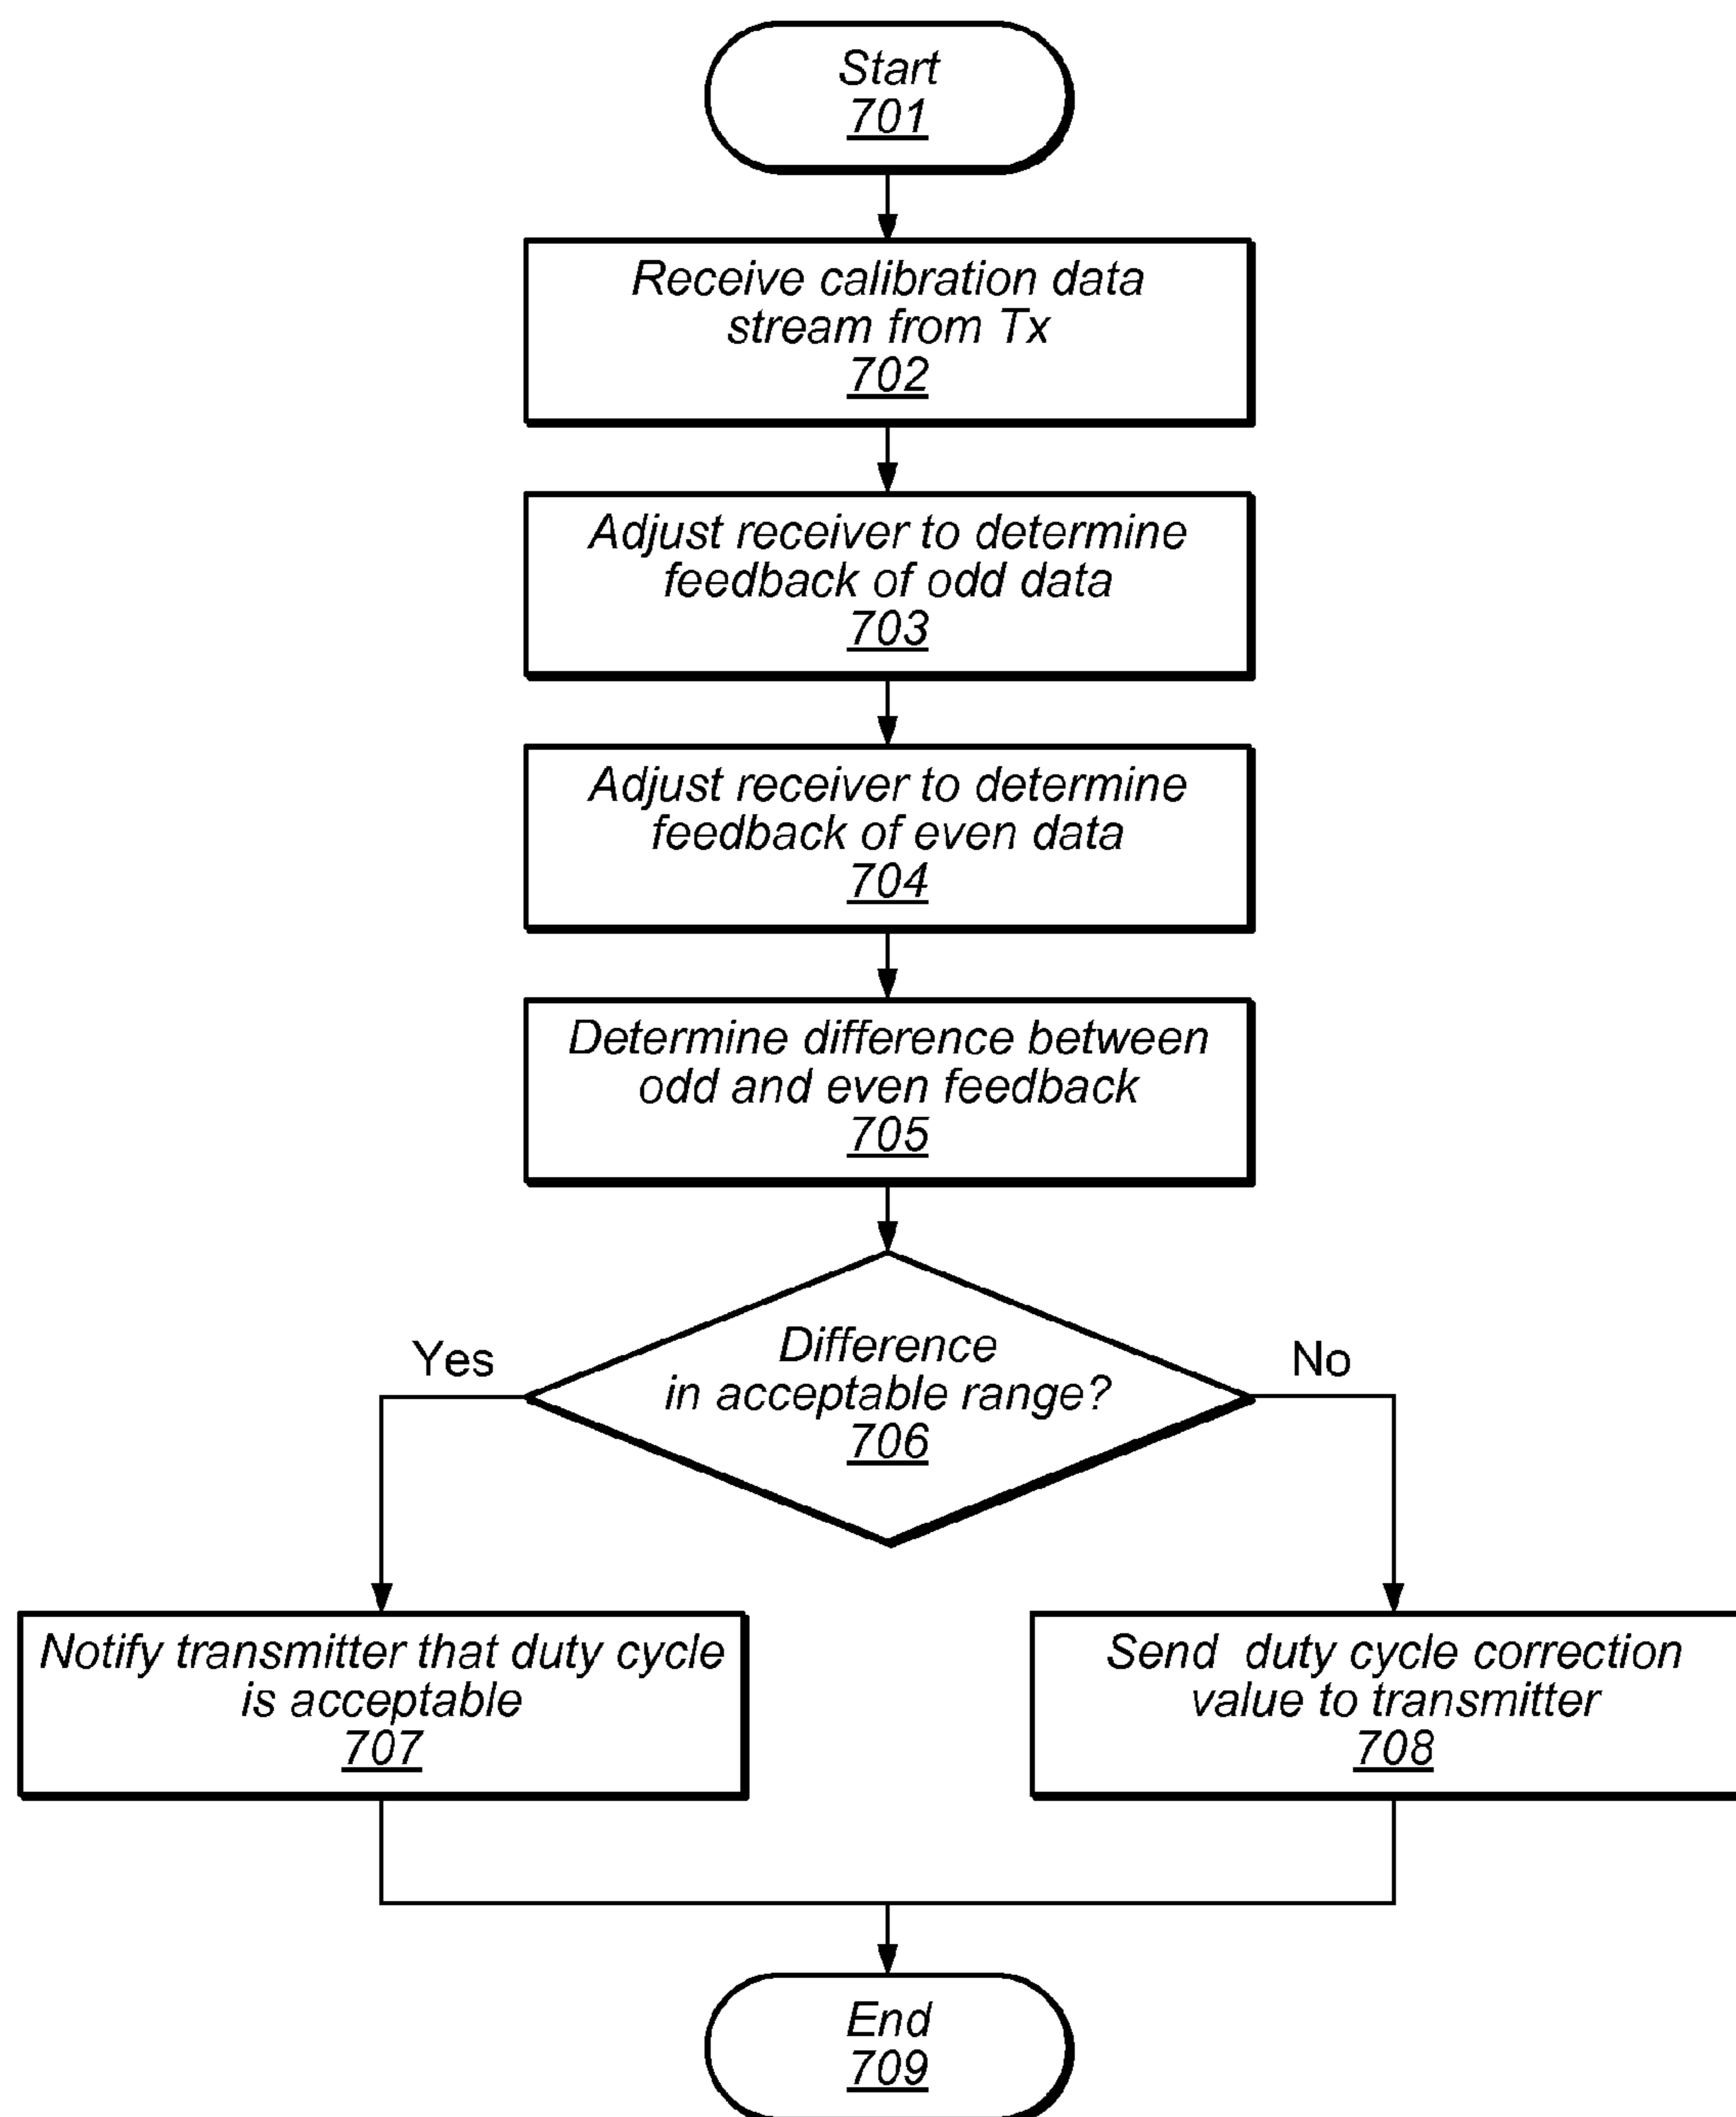 Start
701
Receive calibration data
stream from Tx
702
Adjust receiver to determine
feedback of odd data
703
Adjust receiver to determine
feedback of even data
704
Determine difference between
odd and even feedback
705
Difference
in acceptable range?
706
Yes
No
Notify transmitter that duty cycle
is acceptable
707
Send duty cycle correction
value to transmitter
708
End
709